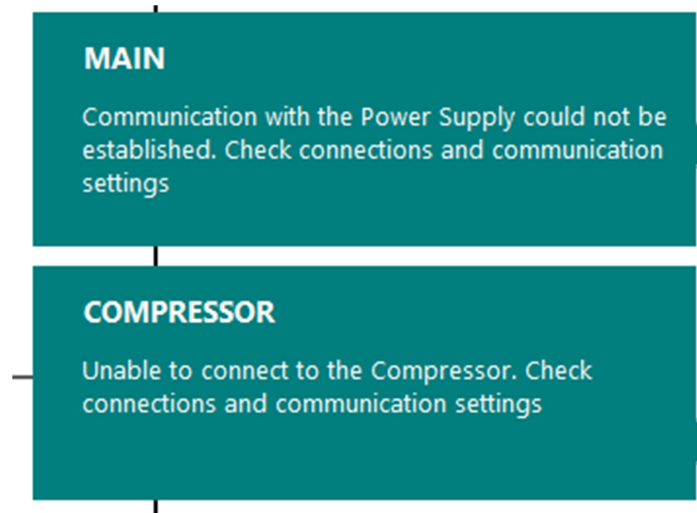 MAIN
Communication with the Power Supply could not be
established. Check connections and communication
settings
COMPRESSOR
Unable to connect to the Compressor. Check
connections and communication settings